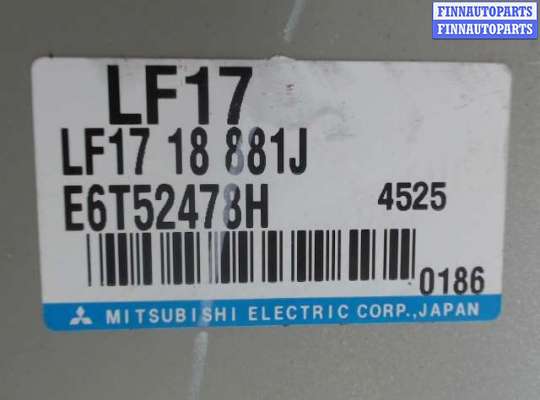 FINNAUTOPARTS
FINNAUTOPARTS
LF17
LF17 18 881J
E6T52478H 4525
0186
MITSUBISHI ELECTRIC CORP.,JAPAN